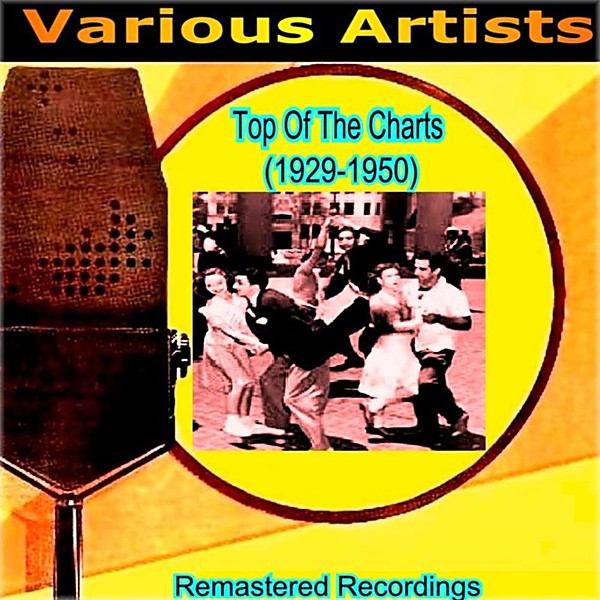 Various Artists
Top Of The Charts
(1929-1950)
Remastered Recordings